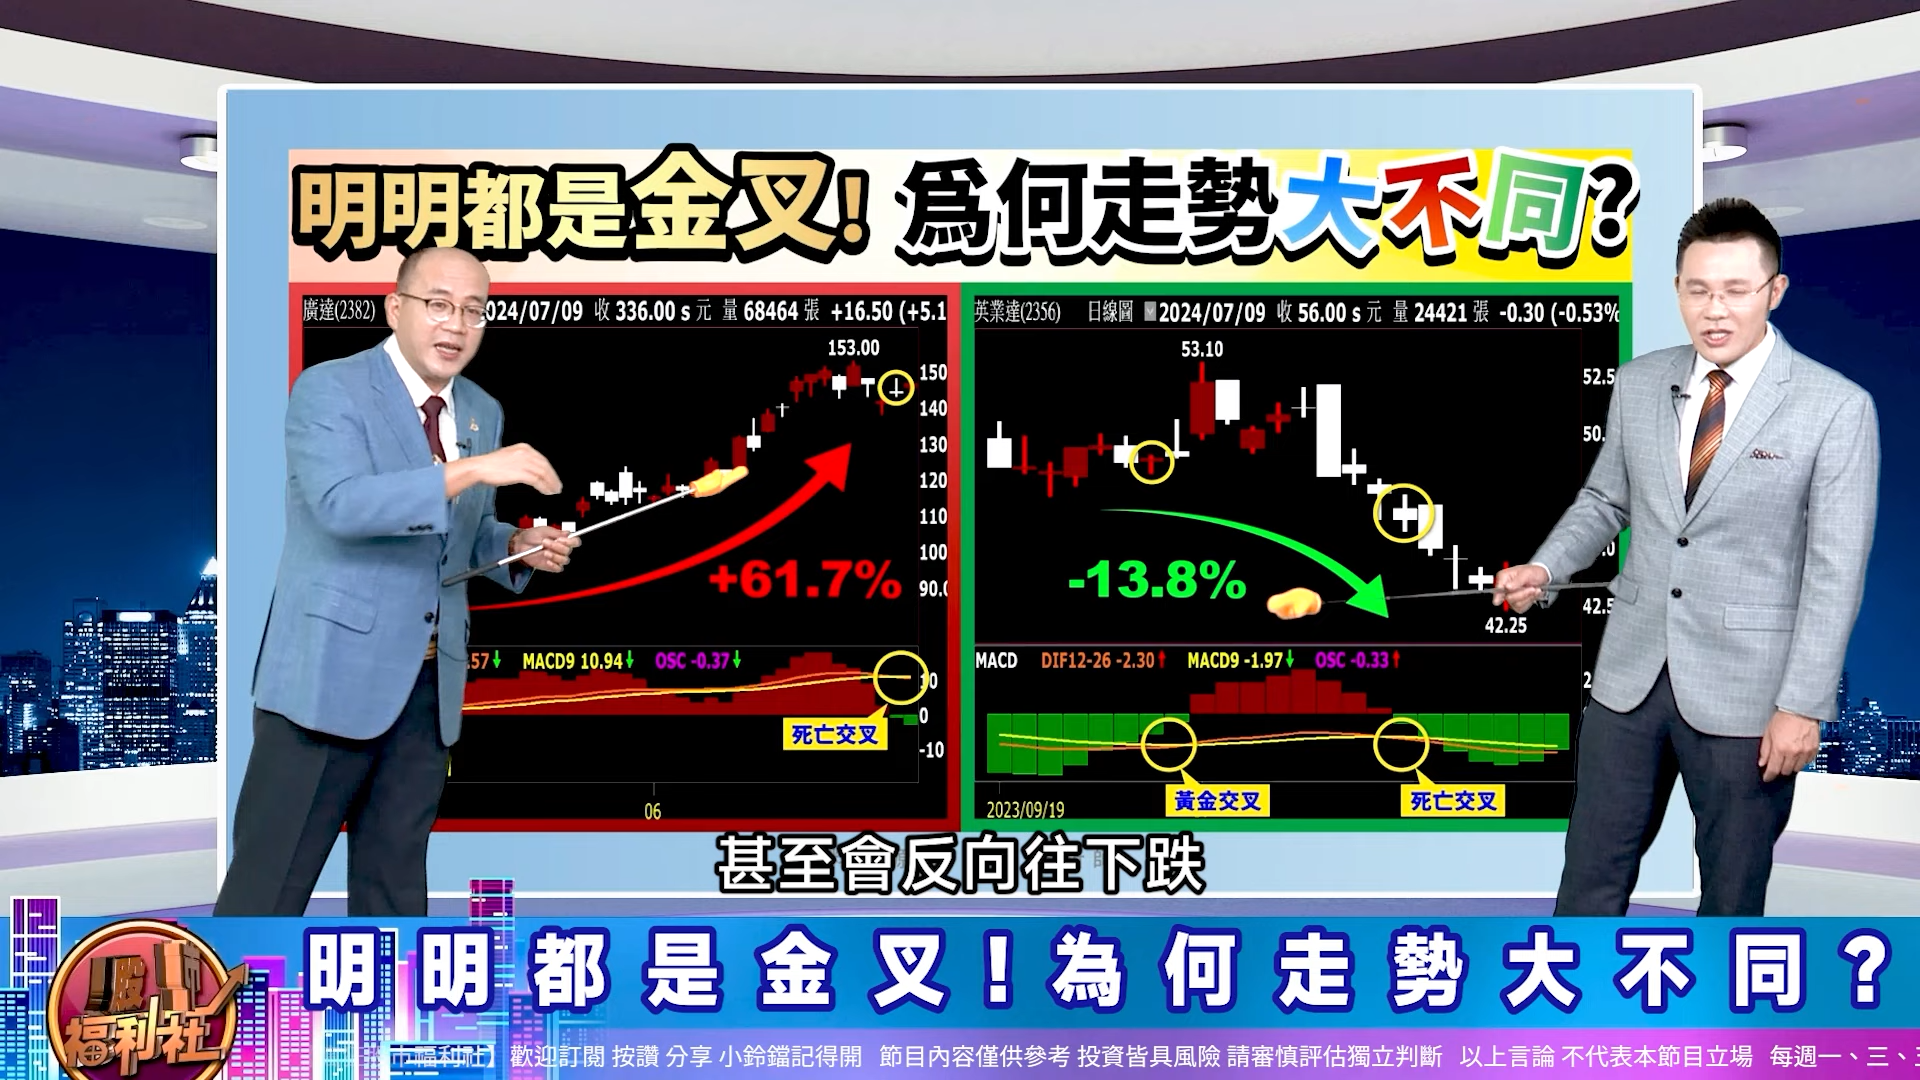 明明都是金叉! 爲何走勢大不同?
廣達(2382)
024/07/09 收 336.00 s 元 量 68464 張 +16.50 (+5.1
153.00
150
140
130
120
110
100
90.0
+61.7%
.57↓ MACD9 10.94↓ OSC -0.37↓
10
0
-10
死亡交叉
06
英業達(2356) 日線圖 2024/07/09 收 56.00 s 元 量 24421 張 -0.30 (-0.53%
53.10
52.5
50.
42.5
-13.8%
42.25
MACD DIF12-26 -2.30↑ MACD9 -1.97↓ OSC -0.33↑
黃金交叉
死亡交叉
2023/09/19
甚至會反向往下跌
明明都是金叉!為何走勢大不同?
股市
福利社
市福利社】 歡迎訂閱 按讚 分享 小鈴鐺記得開 節目內容僅供參考 投資皆具風險 請審慎評估獨立判斷 以上言論 不代表本節目立場 每週一、三、